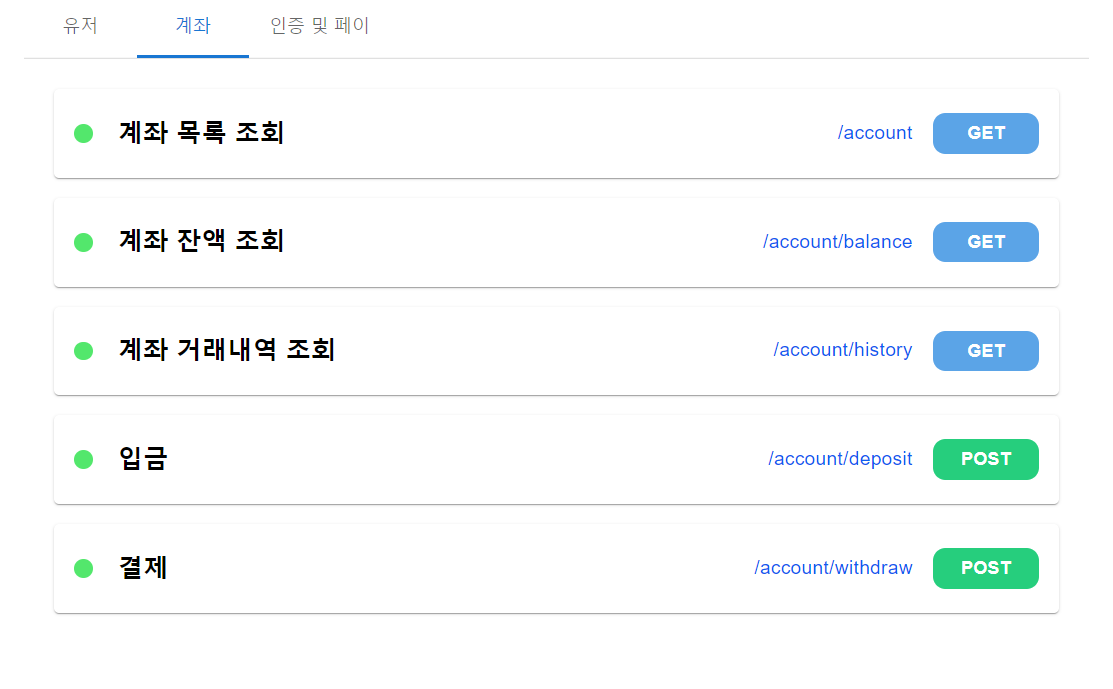 유저 계좌 인증 및 페이
계좌 목록 조회 /account GET
계좌 잔액 조회 /account/balance GET
계좌 거래내역 조회 /account/history GET
입금 /account/deposit POST
결제 /account/withdraw POST